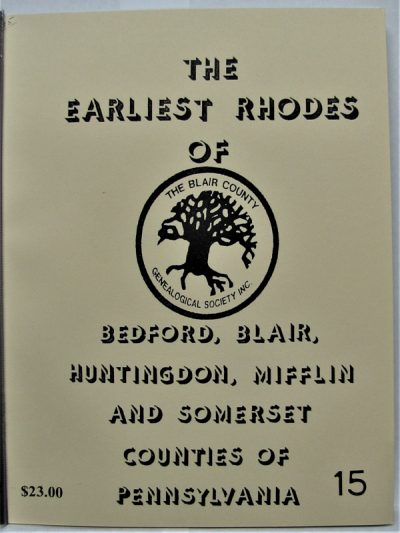 THE
EARLIEST RHODES
OF
THE BLAIR COUNTY
GENEALOGICAL SOCIETY INC.
BEDFORD, BLAIR,
HUNTINGDON, MIFFLIN
AND SOMERSET
COUNTIES OF
PENNSYLVANIA
$23.00
15